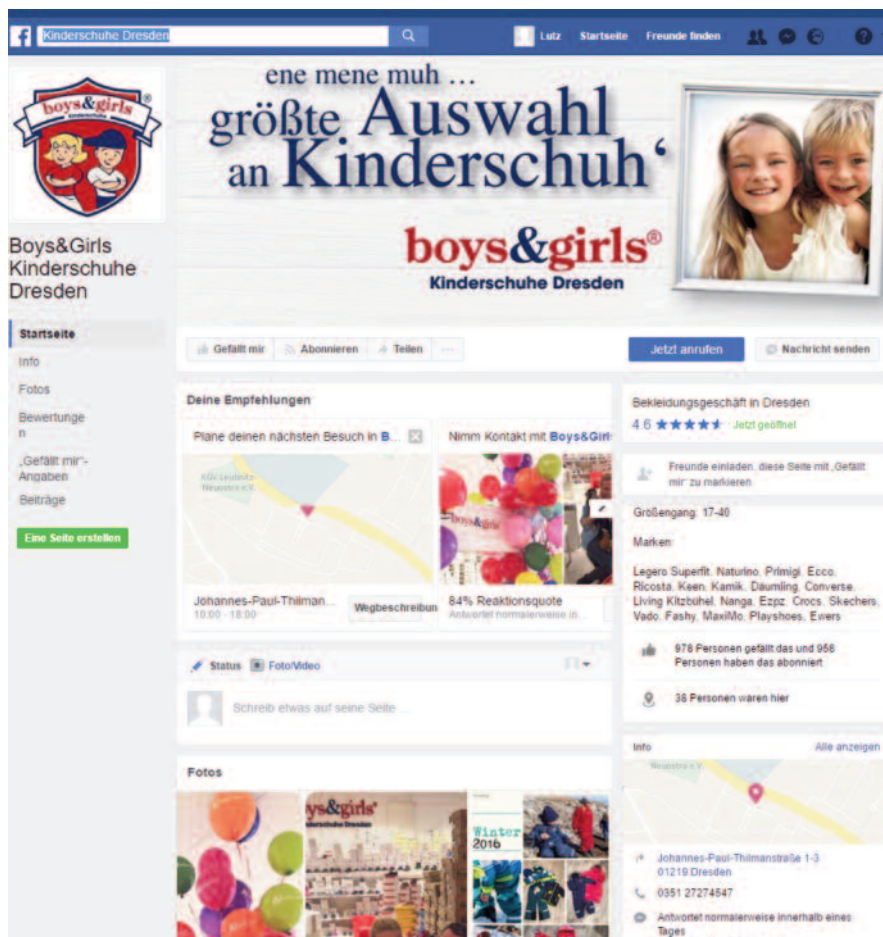 Kinderschuhe Dresden
Lutz
Startseite
Freunde finden
boys&girls®
Kinderschuhe
ene mene muh ...
größte Auswahl
an Kinderschuh‘
boys&girls®
Kinderschuhe Dresden
Boys&Girls
Kinderschuhe
Dresden
Startseite
Info
Fotos
Bewertunge
n
„Gefällt mir“-
Angaben
Beiträge
Eine Seite erstellen
Gefällt mir
Abonnieren
Teilen
...
Jetzt anrufen
Nachricht senden
Deine Empfehlungen
Plane deinen nächsten Besuch in B...
Neuostra e.V.
Johannes-Paul-Thilman...
10:00 - 18:00
Wegbeschreibun
Nimm Kontakt mit Boys&Girl
boys&girls
84% Reaktionsquote
Antwortet normalerweise in...
Status
Foto/Video
Schreib etwas auf seine Seite ...
Fotos
ys&girls®
derschuhe Dresden
Winter
2016
Bekleidungsgeschäft in Dresden
4.6 ★★★★★ Jetzt geöffnet
Freunde einladen, diese Seite mit „Gefällt
mir“ zu markieren
Größengang: 17-40
Marken:
Legero Superfit, Naturino, Primigi, Ecco,
Ricosta, Keen, Kamik, Däumling, Converse,
Living Kitzbühel, Nanga, Ezpz, Crocs, Skechers,
Vado, Fashy, MaxiMo, Playshoes, Ewers
978 Personen gefällt das und 958
Personen haben das abonniert
38 Personen waren hier
Info
Alle anzeigen
Neuostra e.V.
Johannes-Paul-Thilmanstraße 1-3
01219 Dresden
0351 27274547
Antwortet normalerweise innerhalb eines
Tages